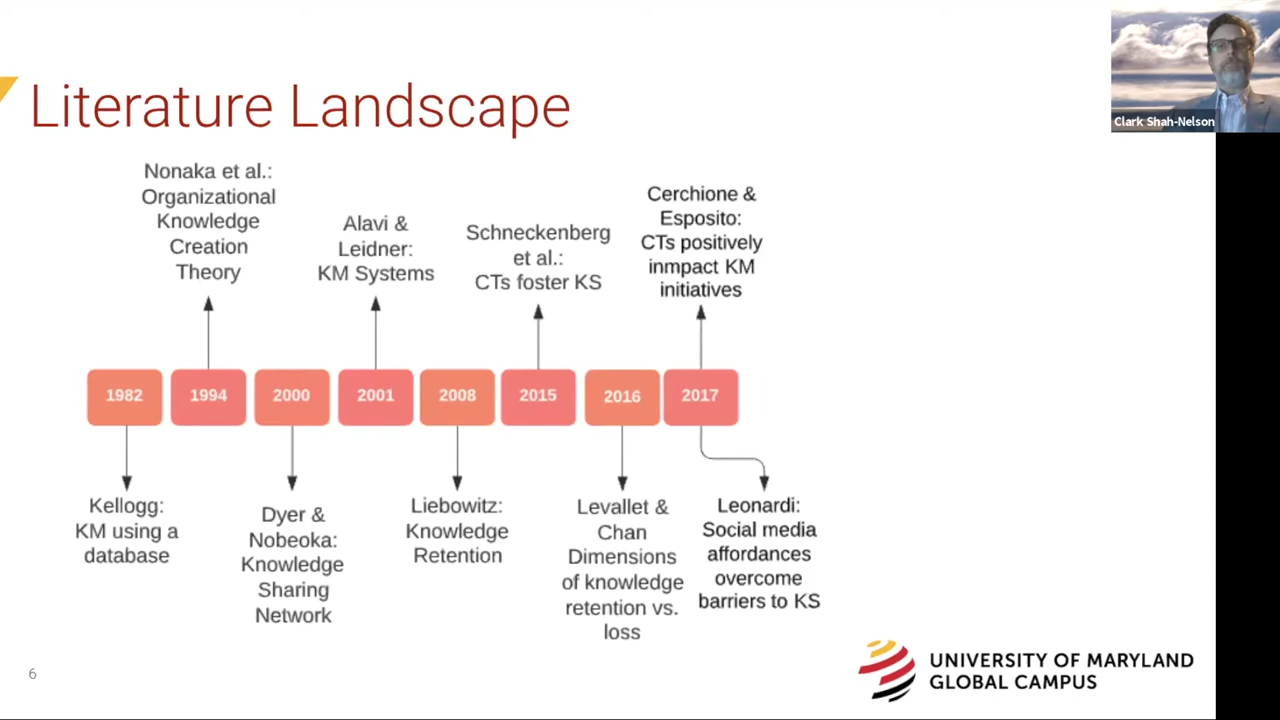 Literature Landscape
Clark Shah-Nelson
Nonaka et al.:
Organizational
Knowledge
Creation
Theory
Alavi &
Leidner:
KM Systems
Schneckenberg
et al.:
CTs foster KS
Cerchione &
Esposito:
CTs positively
inmpact KM
initiatives
1982
1994
2000
2001
2008
2015
2016
2017
Kellogg:
KM using a
database
Dyer &
Nobeoka:
Knowledge
Sharing
Network
Liebowitz:
Knowledge
Retention
Levallet &
Chan
Dimensions
of knowledge
retention vs.
loss
Leonardi:
Social media
affordances
overcome
barriers to KS
6
UNIVERSITY OF MARYLAND
GLOBAL CAMPUS